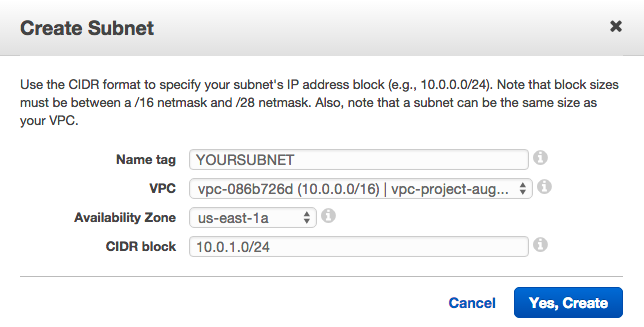 Create Subnet
Use the CIDR format to specify your subnet's IP address block (e.g., 10.0.0.0/24). Note that block sizes
must be between a /16 netmask and /28 netmask. Also, note that a subnet can be the same size as
your VPC.
Name tag YOURSUBNET
VPC vpc-086b726d (10.0.0.0/16) | vpc-project-aug...
Availability Zone us-east-1a
CIDR block 10.0.1.0/24
Cancel Yes, Create